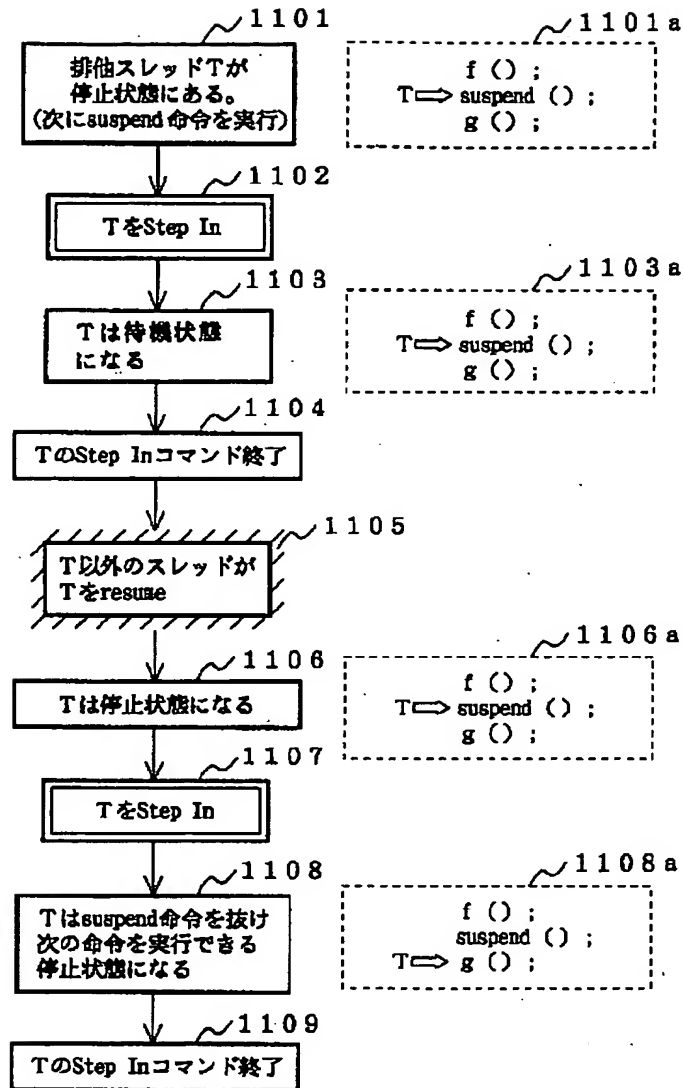 1101
排他スレッドTが
停止状態にある。
(次にsuspend命令を実行)
1101a
f () ;
T⇒ suspend () ;
g () ;
1102
TをStep In
1103
Tは待機状態
になる
1103a
f () ;
T⇒ suspend () ;
g () ;
1104
TのStep Inコマンド終了
1105
T以外のスレッドが
Tをresume
1106
Tは停止状態になる
1106a
f () ;
T⇒ suspend () ;
g () ;
1107
TをStep In
1108
Tはsuspend命令を抜け
次の命令を実行できる
停止状態になる
1108a
f () ;
suspend () ;
T⇒ g () ;
1109
TのStep Inコマンド終了